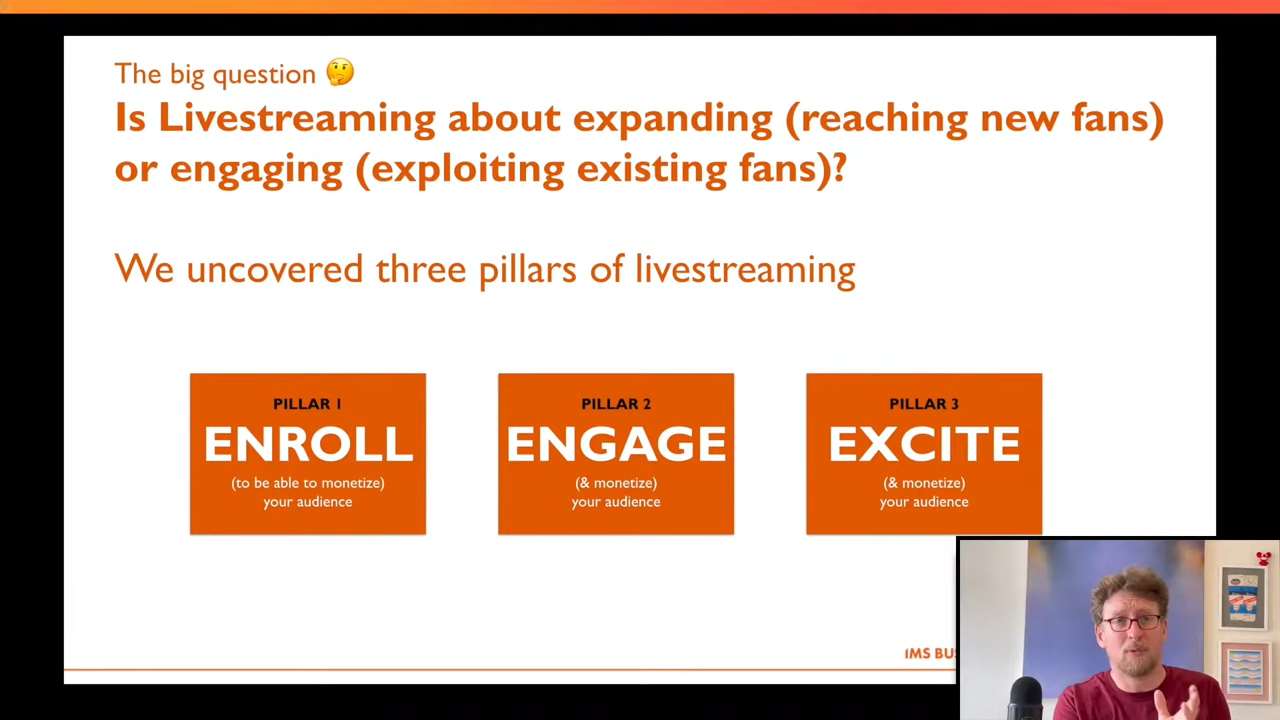 The big question 🤔
Is Livestreaming about expanding (reaching new fans)
or engaging (exploiting existing fans)?
We uncovered three pillars of livestreaming
PILLAR 1
ENROLL
(to be able to monetize)
your audience
PILLAR 2
ENGAGE
(& monetize)
your audience
PILLAR 3
EXCITE
(& monetize)
your audience
IMS